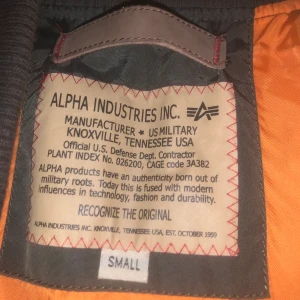 ALPHA INDUSTRIES INC.
MANUFACTURER ★ US MILITARY
KNOXVILLE, TENNESSEE USA
Official U.S. Defense Dept. Contractor
PLANT INDEX No. 026200, CAGE code 3A382
ALPHA products have an authenticity born out of
military roots. Today this is fused with modern
influences in technology, fashion and durability.
RECOGNIZE THE ORIGINAL
ALPHA INDUSTRIES INC. KNOXVILLE, TENNESSEE USA, EST. OCTOBER 1959
SMALL